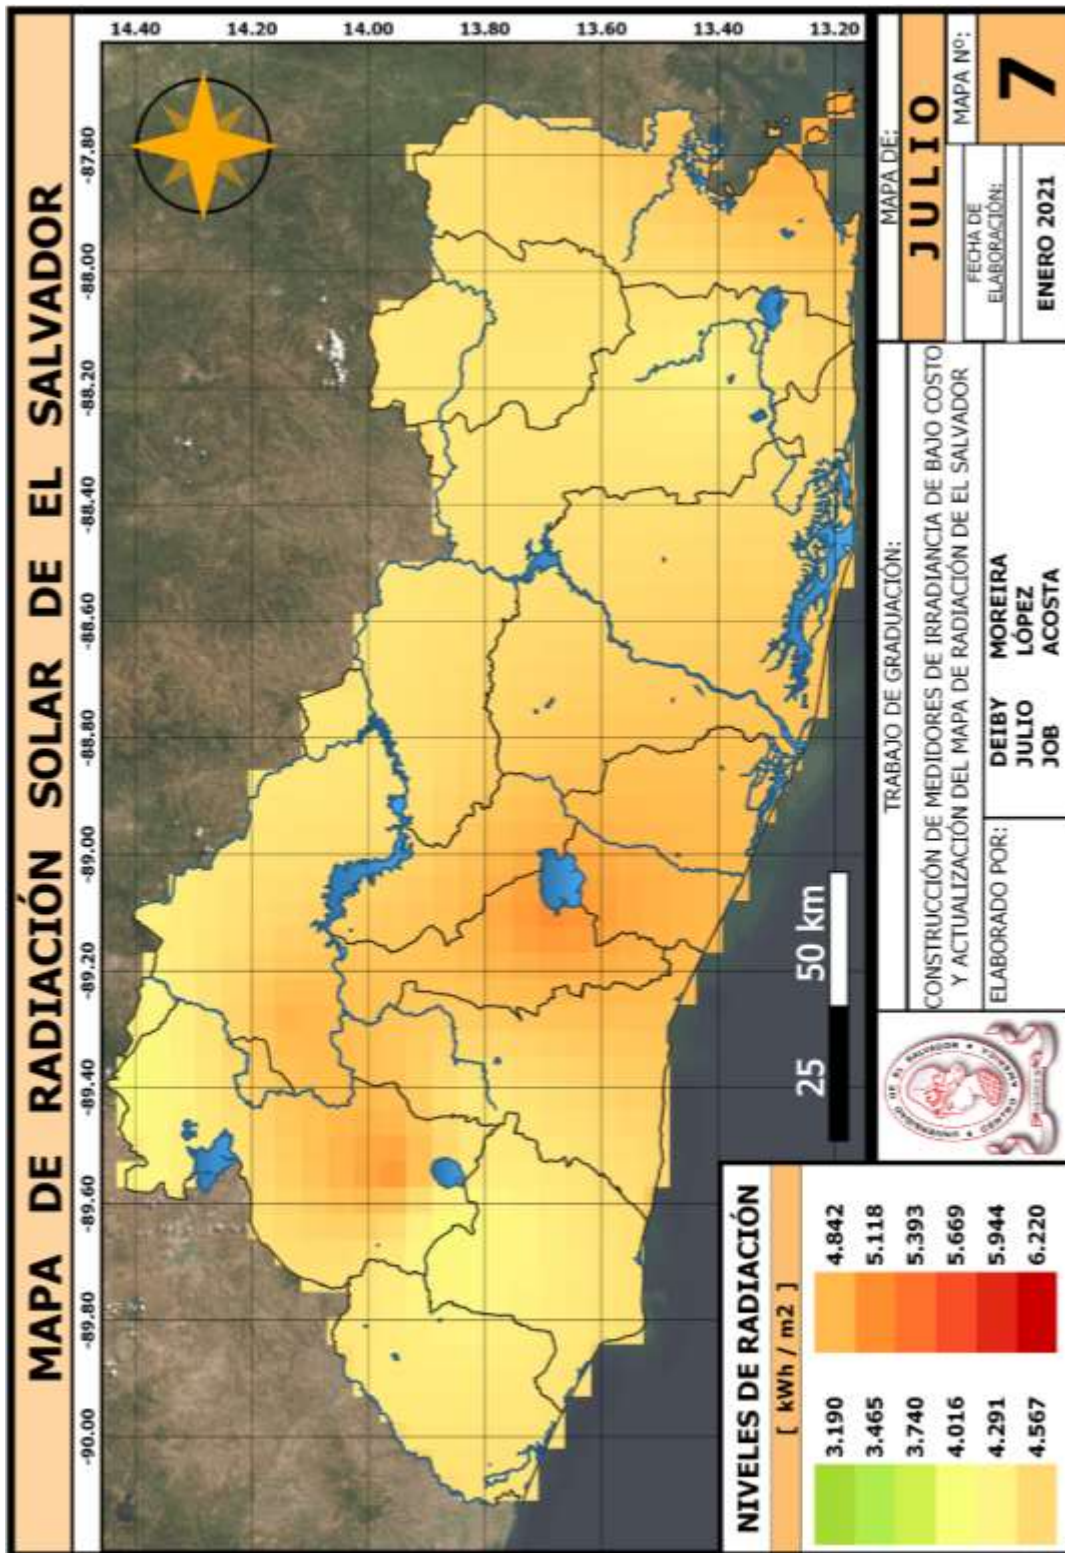 MAPA DE RADIACIÓN SOLAR DE EL SALVADOR
-90.00
-89.80
-89.60
-89.40
-89.20
-89.00
-88.80
-88.60
-88.40
-88.20
-88.00
-87.80
14.40
14.20
14.00
13.80
13.60
13.40
13.20
25 50 km
NIVELES DE RADIACIÓN
[ kWh / m2 ]
3.190 4.842
3.465 5.118
3.740 5.393
4.016 5.669
4.291 5.944
4.567 6.220
UNIVERSIDAD DE EL SALVADOR
CENTRO AMERICA
TRABAJO DE GRADUACIÓN:
CONSTRUCCIÓN DE MEDIDORES DE IRRADIANCIA DE BAJO COSTO
Y ACTUALIZACIÓN DEL MAPA DE RADIACIÓN DE EL SALVADOR
ELABORADO POR:
DEIBY MOREIRA
JULIO LÓPEZ
JOB ACOSTA
MAPA DE:
JULIO
FECHA DE
ELABORACIÓN:
ENERO 2021
MAPA Nº:
7